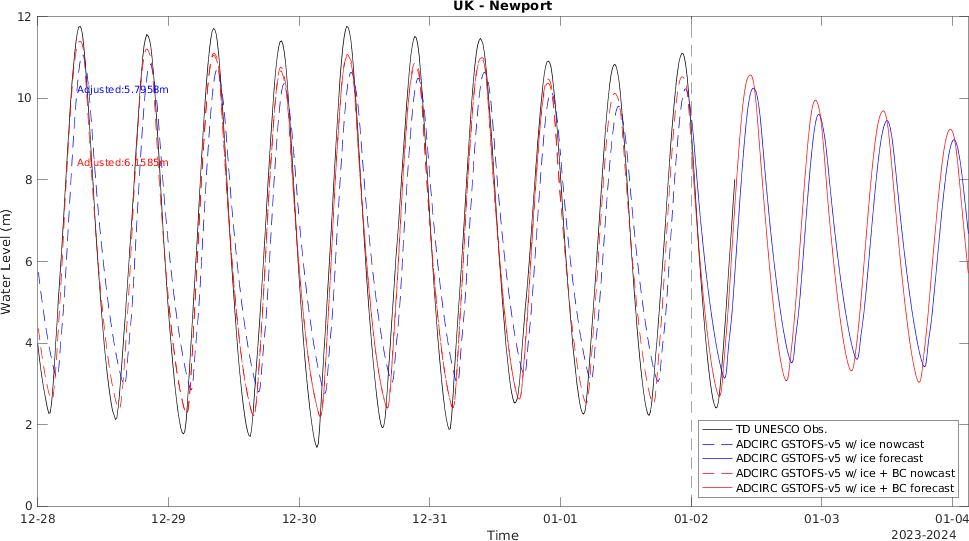 UK - Newport
12
10
8
6
4
2
0
Water Level (m)
Adjusted:5.7958m
Adjusted:6.1585m
TD UNESCO Obs.
ADCIRC GSTOFS-v5 w/ ice nowcast
ADCIRC GSTOFS-v5 w/ ice forecast
ADCIRC GSTOFS-v5 w/ ice + BC nowcast
ADCIRC GSTOFS-v5 w/ ice + BC forecast
12-28 12-29 12-30 12-31 01-01 01-02 01-03 01-04
Time
2023-2024